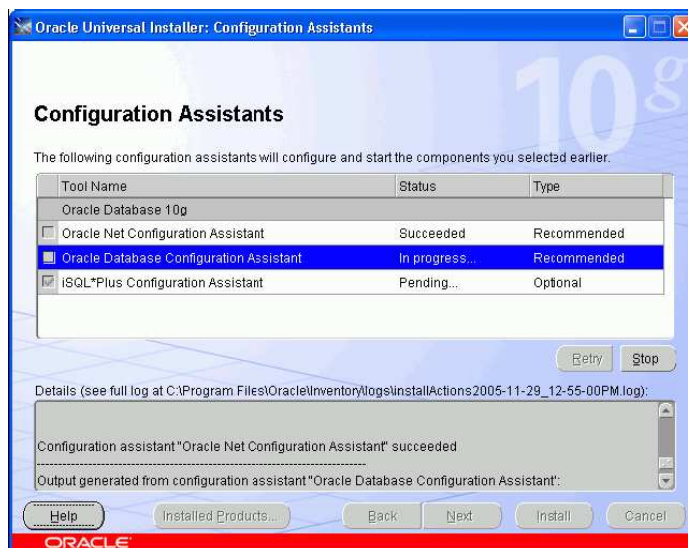 Oracle Universal Installer: Configuration Assistants
10g
Configuration Assistants
The following configuration assistants will configure and start the components you selected earlier.
Tool Name Status Type
Oracle Database 10g
Oracle Net Configuration Assistant Succeeded Recommended
Oracle Database Configuration Assistant In progress... Recommended
iSQL*Plus Configuration Assistant Pending... Optional
Retry Stop
Details (see full log at C:\Program Files\Oracle\Inventory\logs\installActions2005-11-29_12-55-00PM.log):
Configuration assistant "Oracle Net Configuration Assistant" succeeded
-----------------------------------------------------------------------------
Output generated from configuration assistant "Oracle Database Configuration Assistant":
Help Installed Products... Back Next Install Cancel
ORACLE